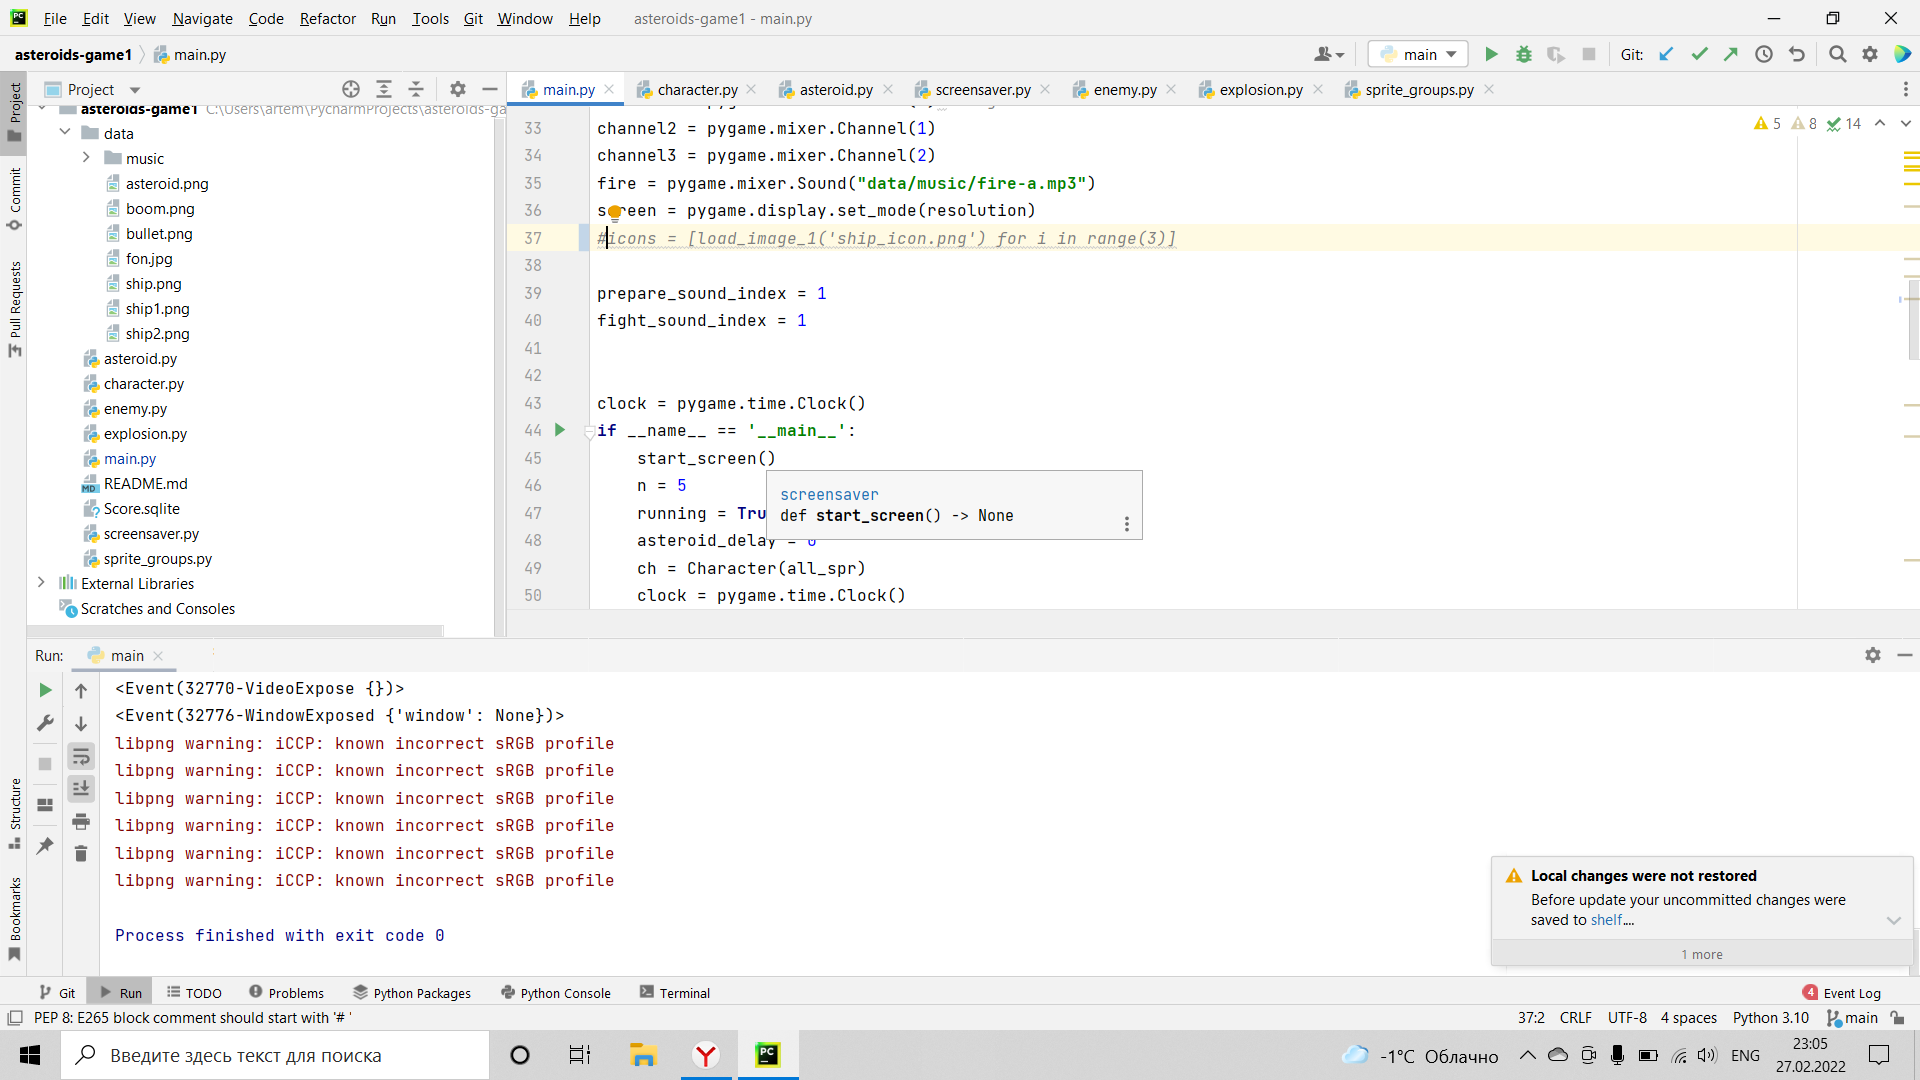 File Edit View Navigate Code Refactor Run Tools Git Window Help asteroids-game1 - main.py
asteroids-game1 main.py main Git:
Project
main.py character.py asteroid.py screensaver.py enemy.py explosion.py sprite_groups.py
asteroids-game1 C:\Users\artem\PycharmProjects\asteroids-ga
data
music
asteroid.png
boom.png
bullet.png
fon.jpg
ship.png
ship1.png
ship2.png
asteroid.py
character.py
enemy.py
explosion.py
main.py
README.md
Score.sqlite
screensaver.py
sprite_groups.py
External Libraries
Scratches and Consoles
Project
Commit
Pull Requests
Structure
Bookmarks
5 8 14
33 channel2 = pygame.mixer.Channel(1)
34 channel3 = pygame.mixer.Channel(2)
35 fire = pygame.mixer.Sound("data/music/fire-a.mp3")
36 screen = pygame.display.set_mode(resolution)
37 #icons = [load_image_1('ship_icon.png') for i in range(3)]
38
39 prepare_sound_index = 1
40 fight_sound_index = 1
41
42
43 clock = pygame.time.Clock()
44 if __name__ == '__main__':
45 start_screen()
46 n = 5
47 running = Tru
48 asteroid_delay = 0
49 ch = Character(all_spr)
50 clock = pygame.time.Clock()
screensaver
def start_screen() -> None
Run: main
<Event(32770-VideoExpose {})>
<Event(32776-WindowExposed {'window': None})>
libpng warning: iCCP: known incorrect sRGB profile
libpng warning: iCCP: known incorrect sRGB profile
libpng warning: iCCP: known incorrect sRGB profile
libpng warning: iCCP: known incorrect sRGB profile
libpng warning: iCCP: known incorrect sRGB profile
libpng warning: iCCP: known incorrect sRGB profile
Process finished with exit code 0
Local changes were not restored
Before update your uncommitted changes were
saved to shelf....
1 more
Git Run TODO Problems Python Packages Python Console Terminal 4 Event Log
PEP 8: E265 block comment should start with '# ' 37:2 CRLF UTF-8 4 spaces Python 3.10 main
Введите здесь текст для поиска
-1°C Облачно ENG
23:05
27.02.2022